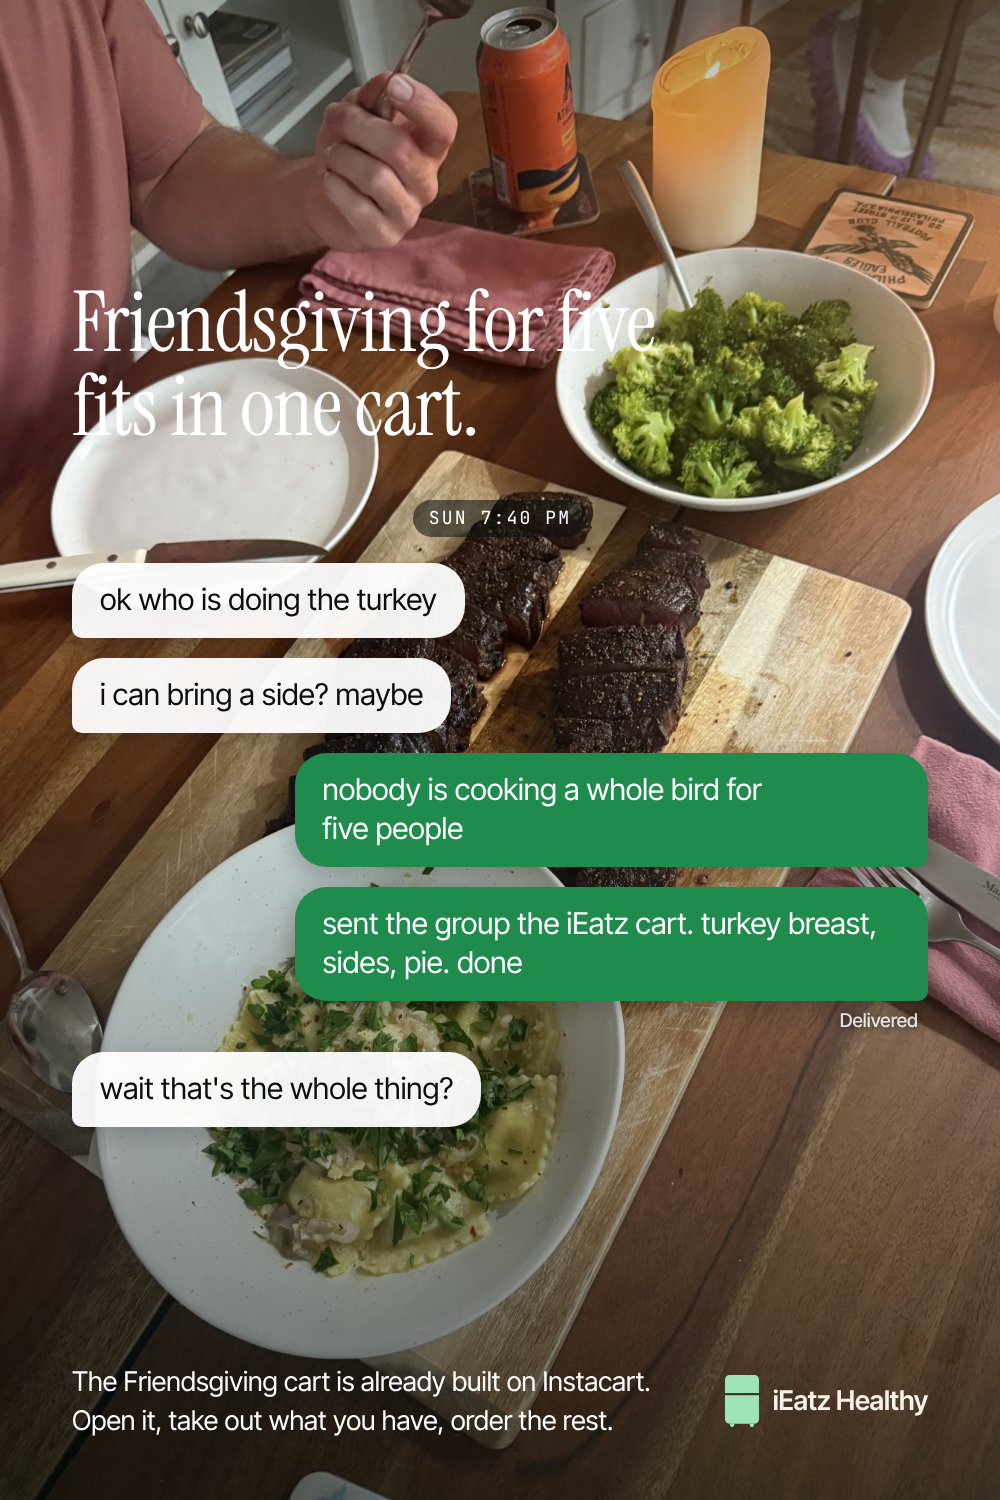 Friendsgiving for five
fits in one cart.
SUN 7:40 PM
ok who is doing the turkey
i can bring a side? maybe
nobody is cooking a whole bird for
five people
sent the group the iEatz cart. turkey breast,
sides, pie. done
Delivered
wait that's the whole thing?
The Friendsgiving cart is already built on Instacart.
Open it, take out what you have, order the rest.
iEatz Healthy
FOOTBALL CLUB
EAGLES